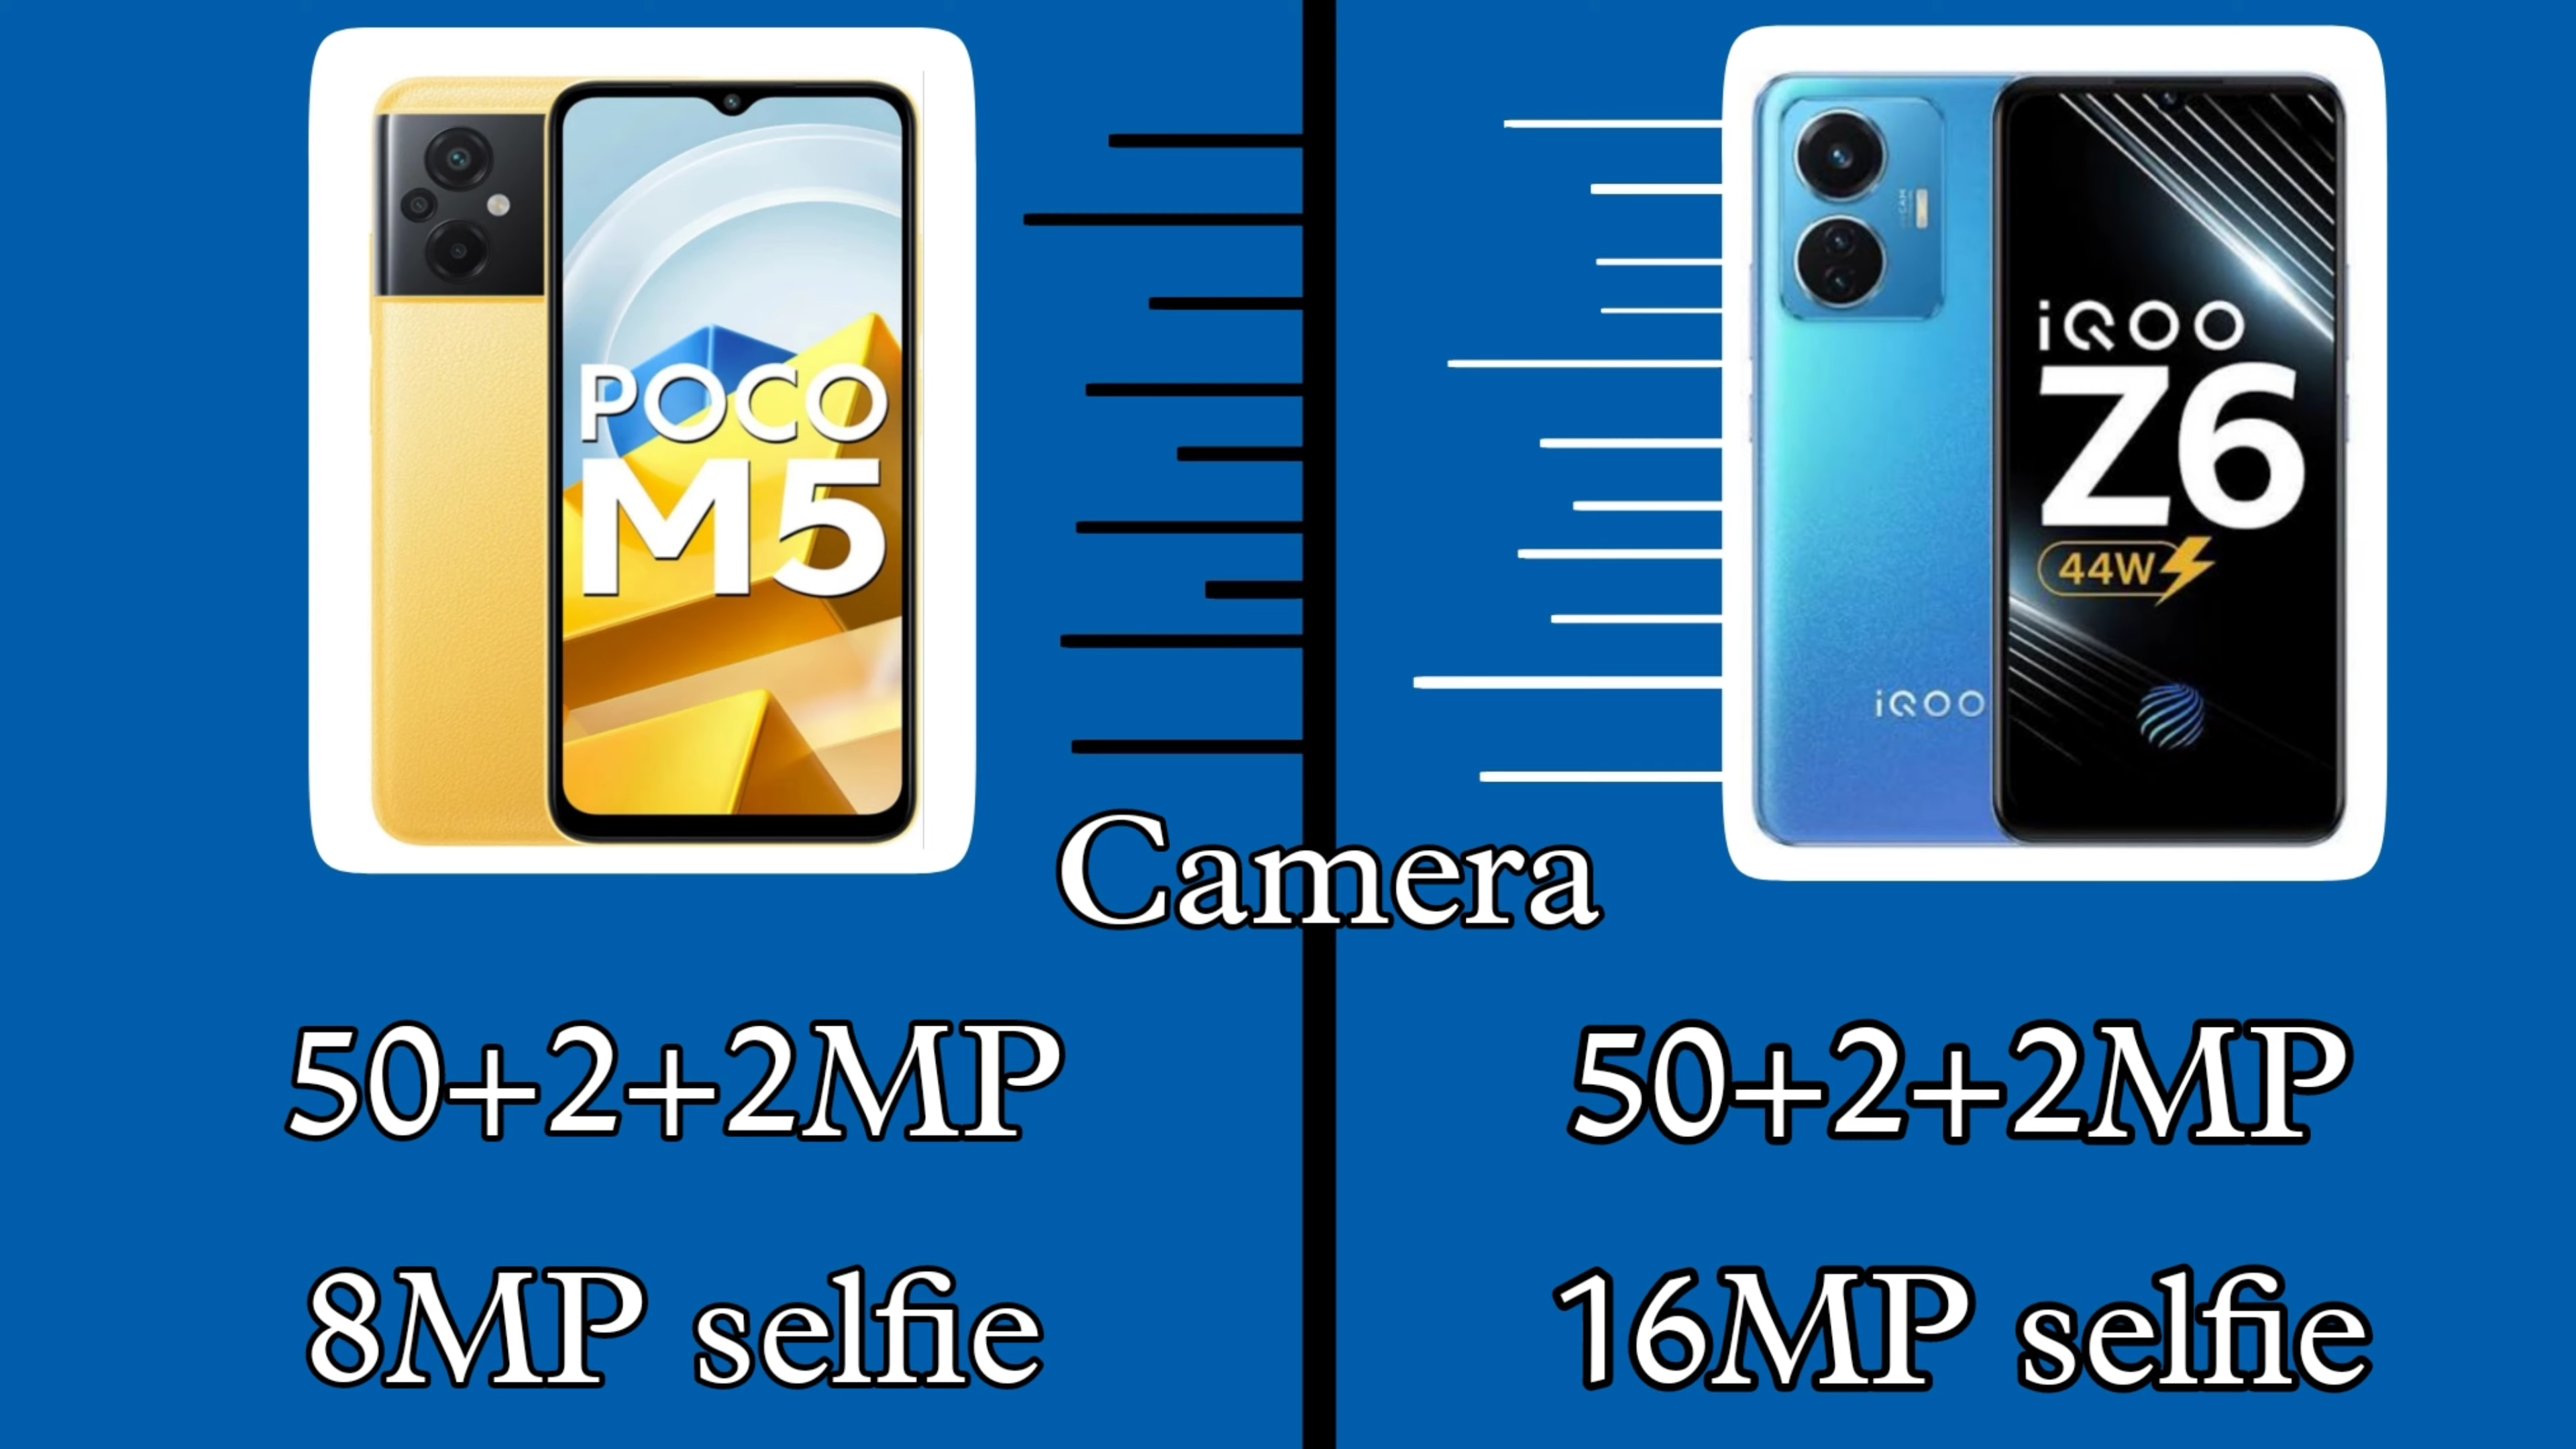 POCO
M5
iQOO
Z6
44W
iQOO
Camera
50+2+2MP
50+2+2MP
8MP selfie
16MP selfie